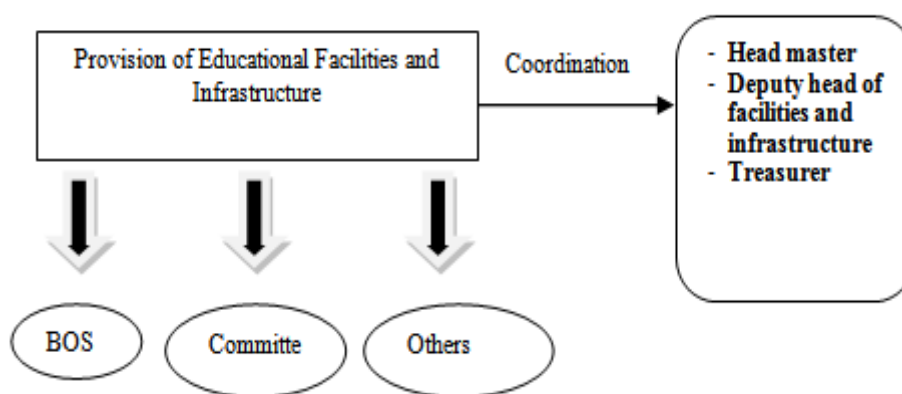 Provision of Educational Facilities and
Infrastructure
Coordination
- Head master
- Deputy head of
facilities and
infrastructure
- Treasurer
BOS
Committe
Others